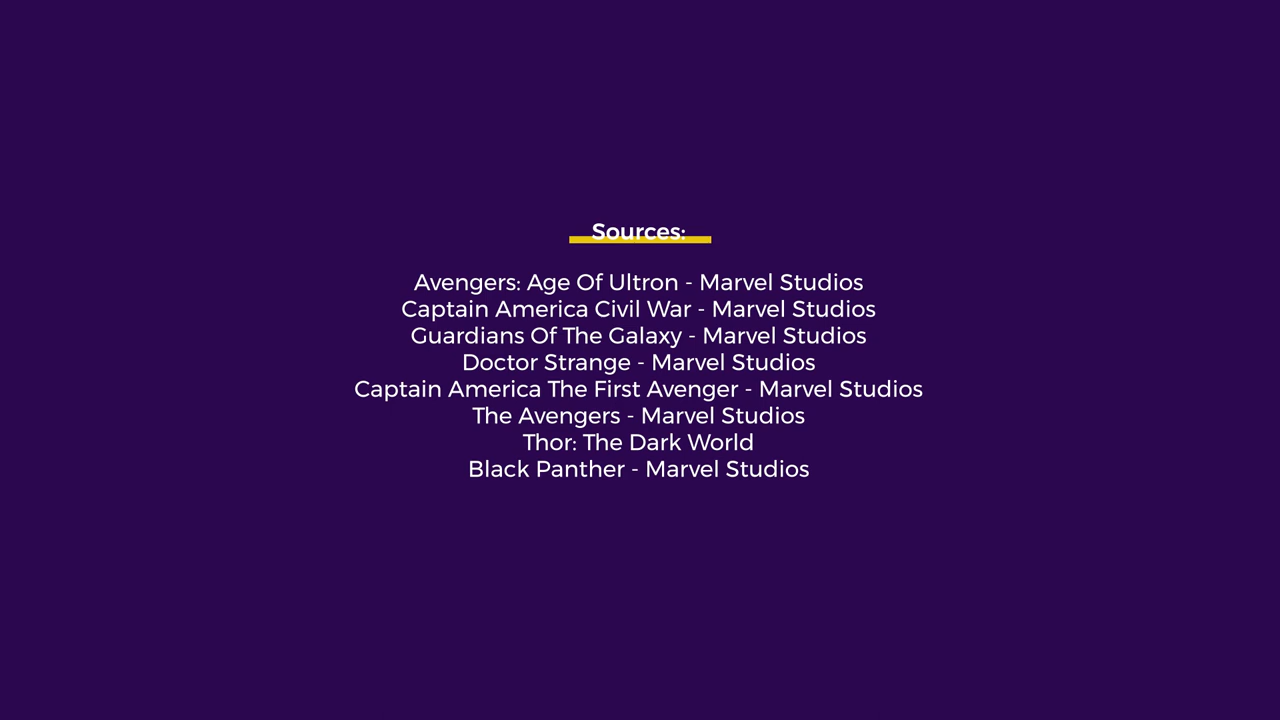 Sources:
Avengers: Age Of Ultron - Marvel Studios
Captain America Civil War - Marvel Studios
Guardians Of The Galaxy - Marvel Studios
Doctor Strange - Marvel Studios
Captain America The First Avenger - Marvel Studios
The Avengers - Marvel Studios
Thor: The Dark World
Black Panther - Marvel Studios